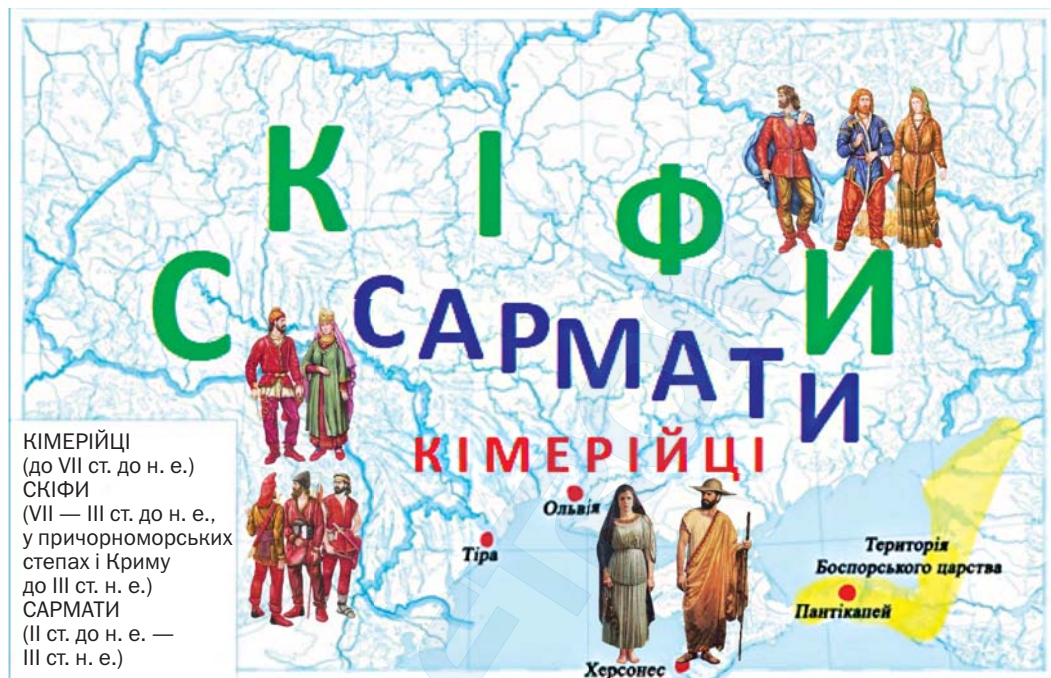 СКІФИ
САРМАТИ
КІМЕРІЙЦІ
Ольвія
Тіра
Територія
Боспорського царства
Пантікапей
Херсонес
КІМЕРІЙЦІ
(до VII ст. до н. е.)
СКІФИ
(VII — III ст. до н. е.,
у причорноморських
степах і Криму
до III ст. н. е.)
САРМАТИ
(II ст. до н. е. —
III ст. н. е.)